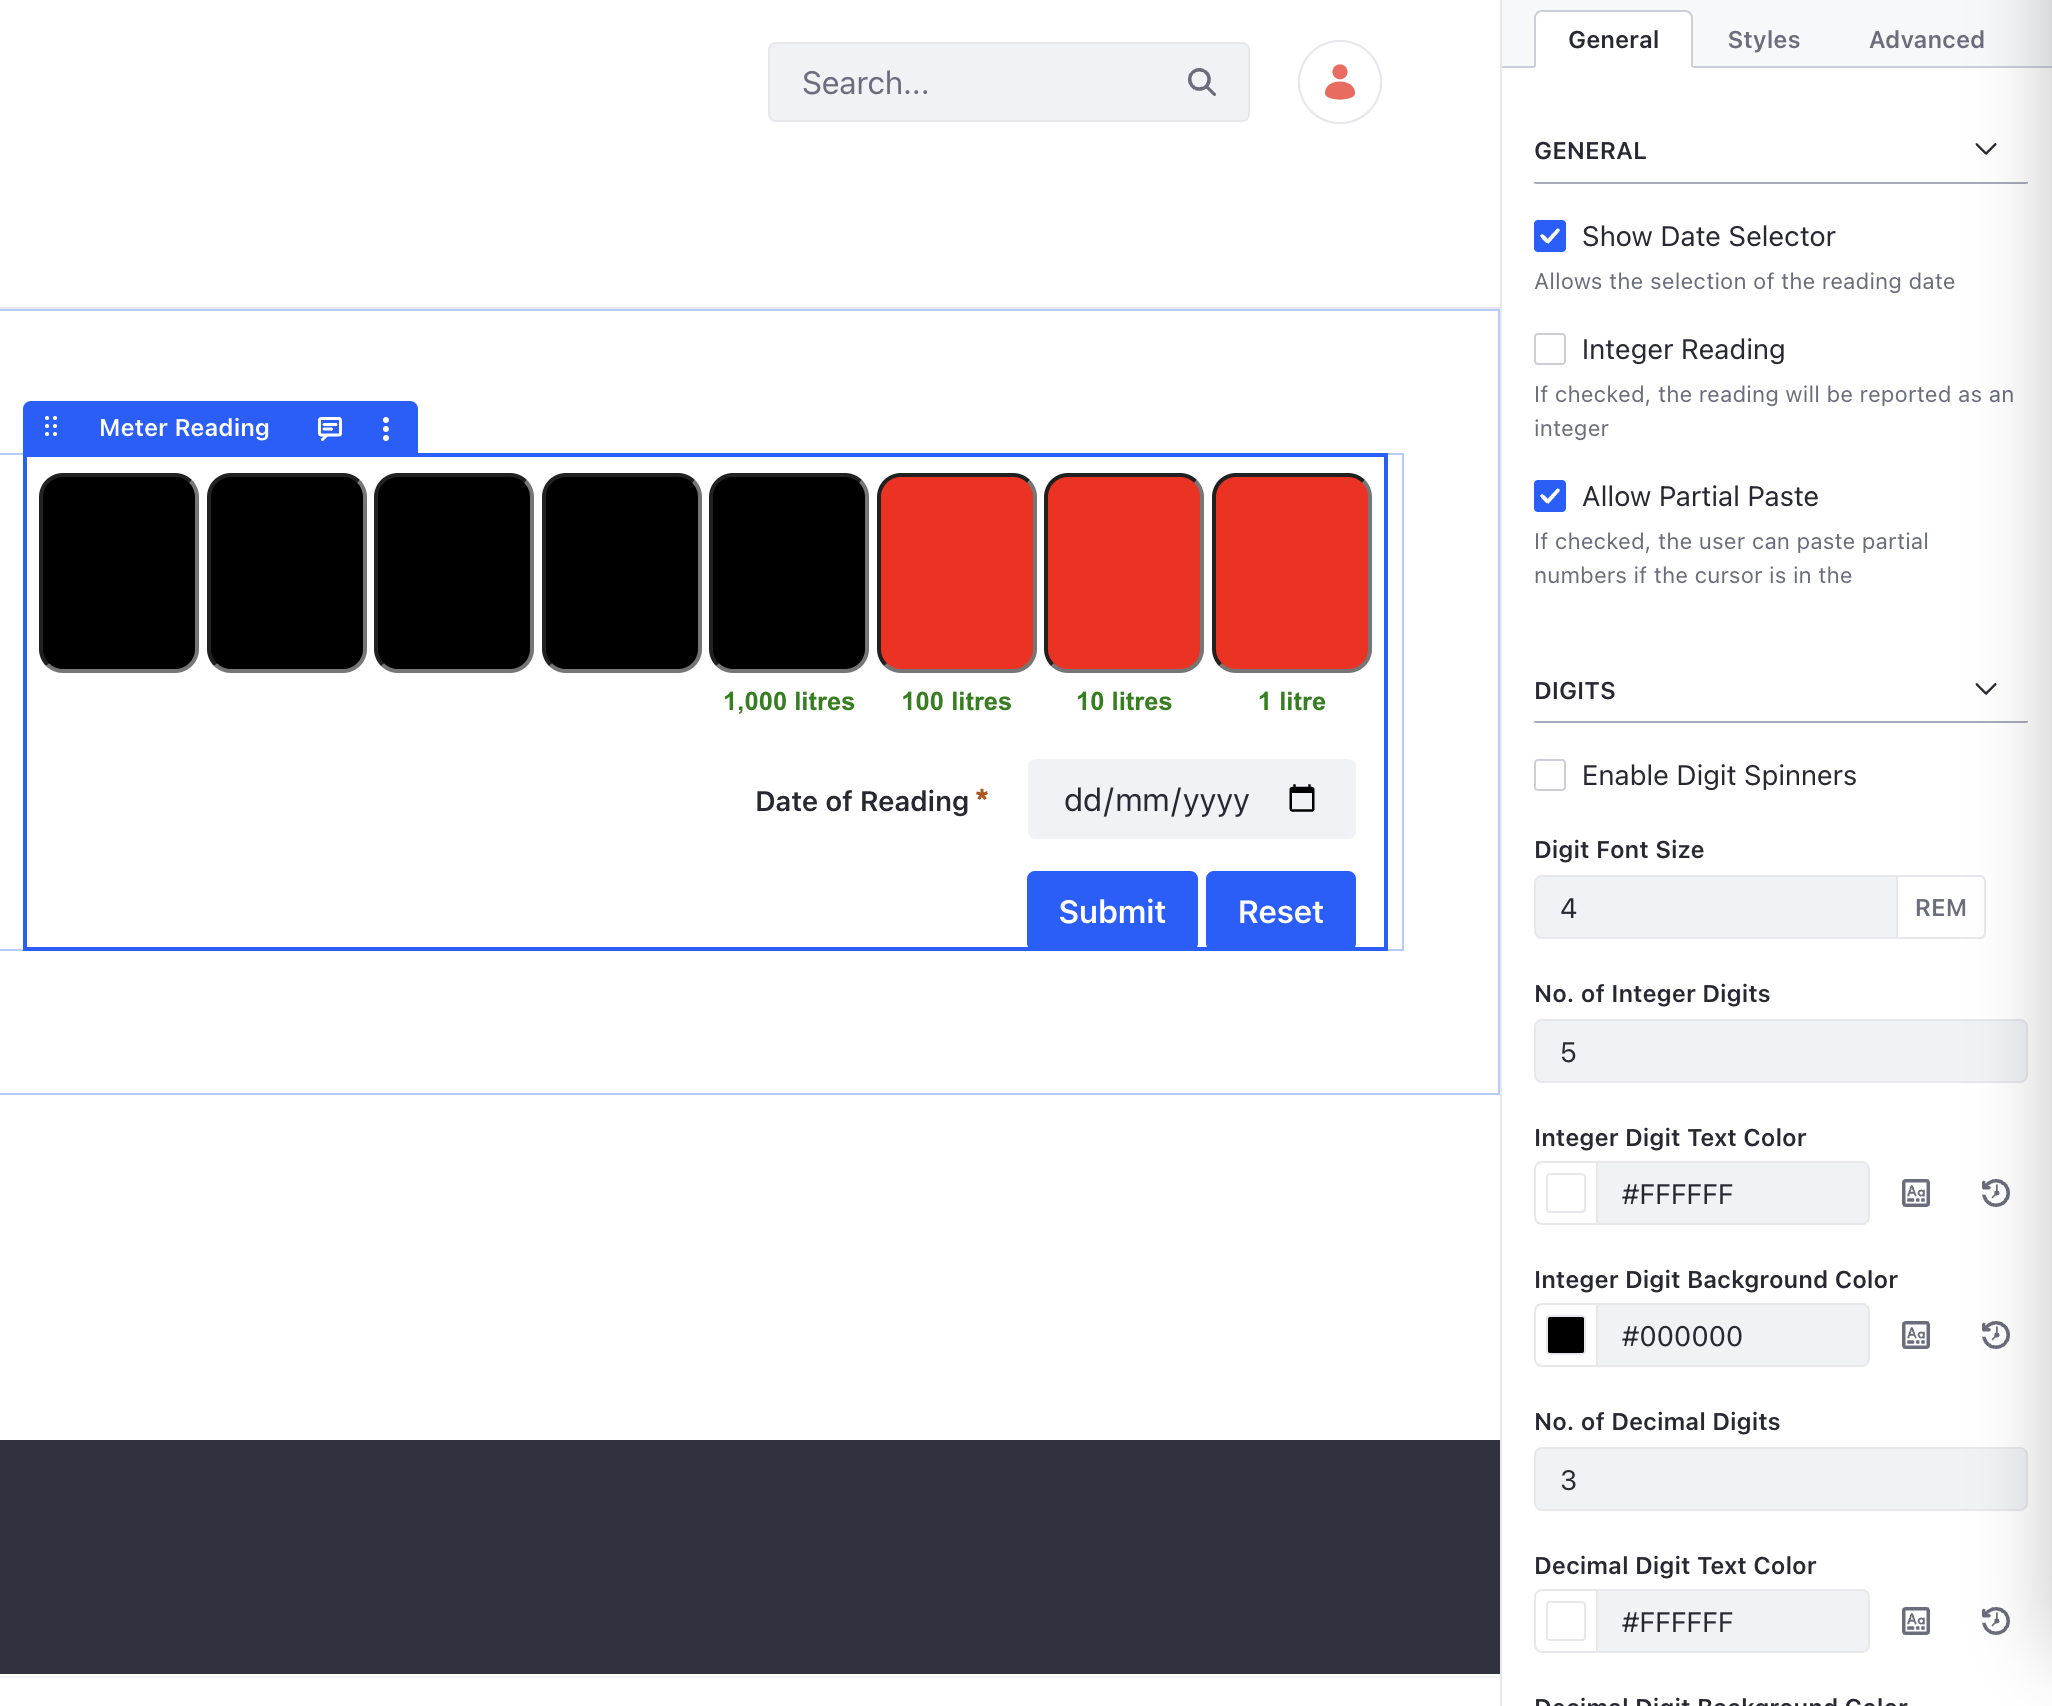 Search...
General
Styles
Advanced
GENERAL
Show Date Selector
Allows the selection of the reading date
Integer Reading
If checked, the reading will be reported as an
integer
Allow Partial Paste
If checked, the user can paste partial
numbers if the cursor is in the
Meter Reading
1,000 litres
100 litres
10 litres
1 litre
Date of Reading *
dd/mm/yyyy
Submit
Reset
DIGITS
Enable Digit Spinners
Digit Font Size
4
REM
No. of Integer Digits
5
Integer Digit Text Color
#FFFFFF
Integer Digit Background Color
#000000
No. of Decimal Digits
3
Decimal Digit Text Color
#FFFFFF
Decimal Digit Background Color